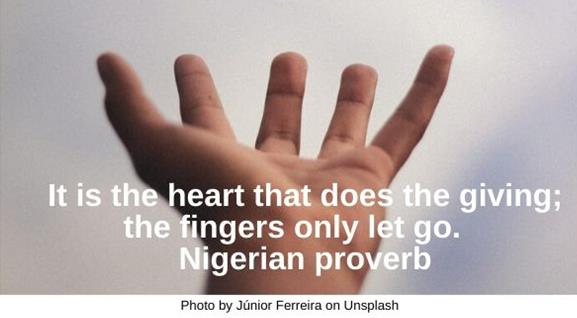 It is the heart that does the giving;
the fingers only let go.
Nigerian proverb
Photo by Júnior Ferreira on Unsplash